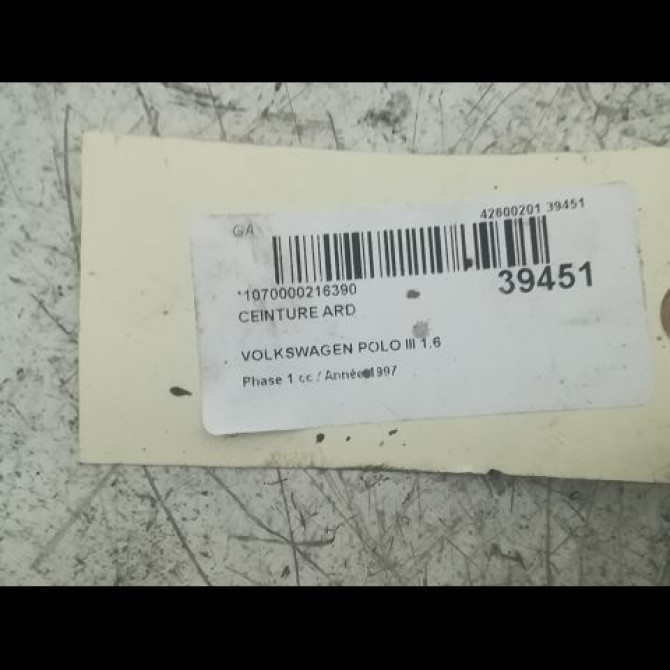 GA
42600201 39451
*1070000216390
39451
CEINTURE ARD
VOLKSWAGEN POLO III 1.6
Phase 1 cc / Année 1997